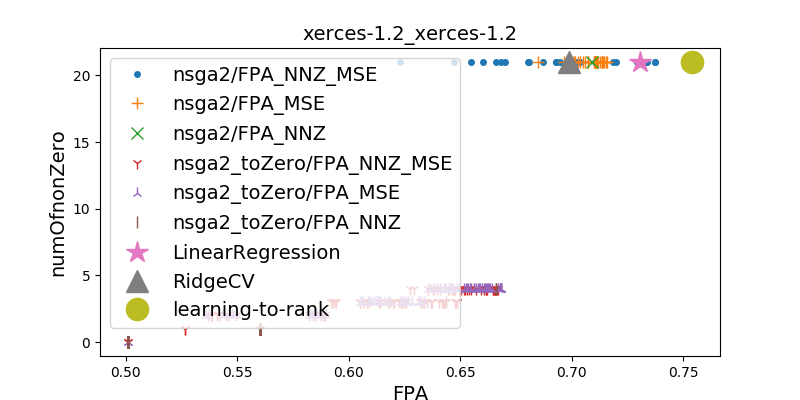 xerces-1.2_xerces-1.2
numOfnonZero
20
15
10
5
0
nsga2/FPA_NNZ_MSE
nsga2/FPA_MSE
nsga2/FPA_NNZ
nsga2_toZero/FPA_NNZ_MSE
nsga2_toZero/FPA_MSE
nsga2_toZero/FPA_NNZ
LinearRegression
RidgeCV
learning-to-rank
0.50 0.55 0.60 0.65 0.70 0.75
FPA